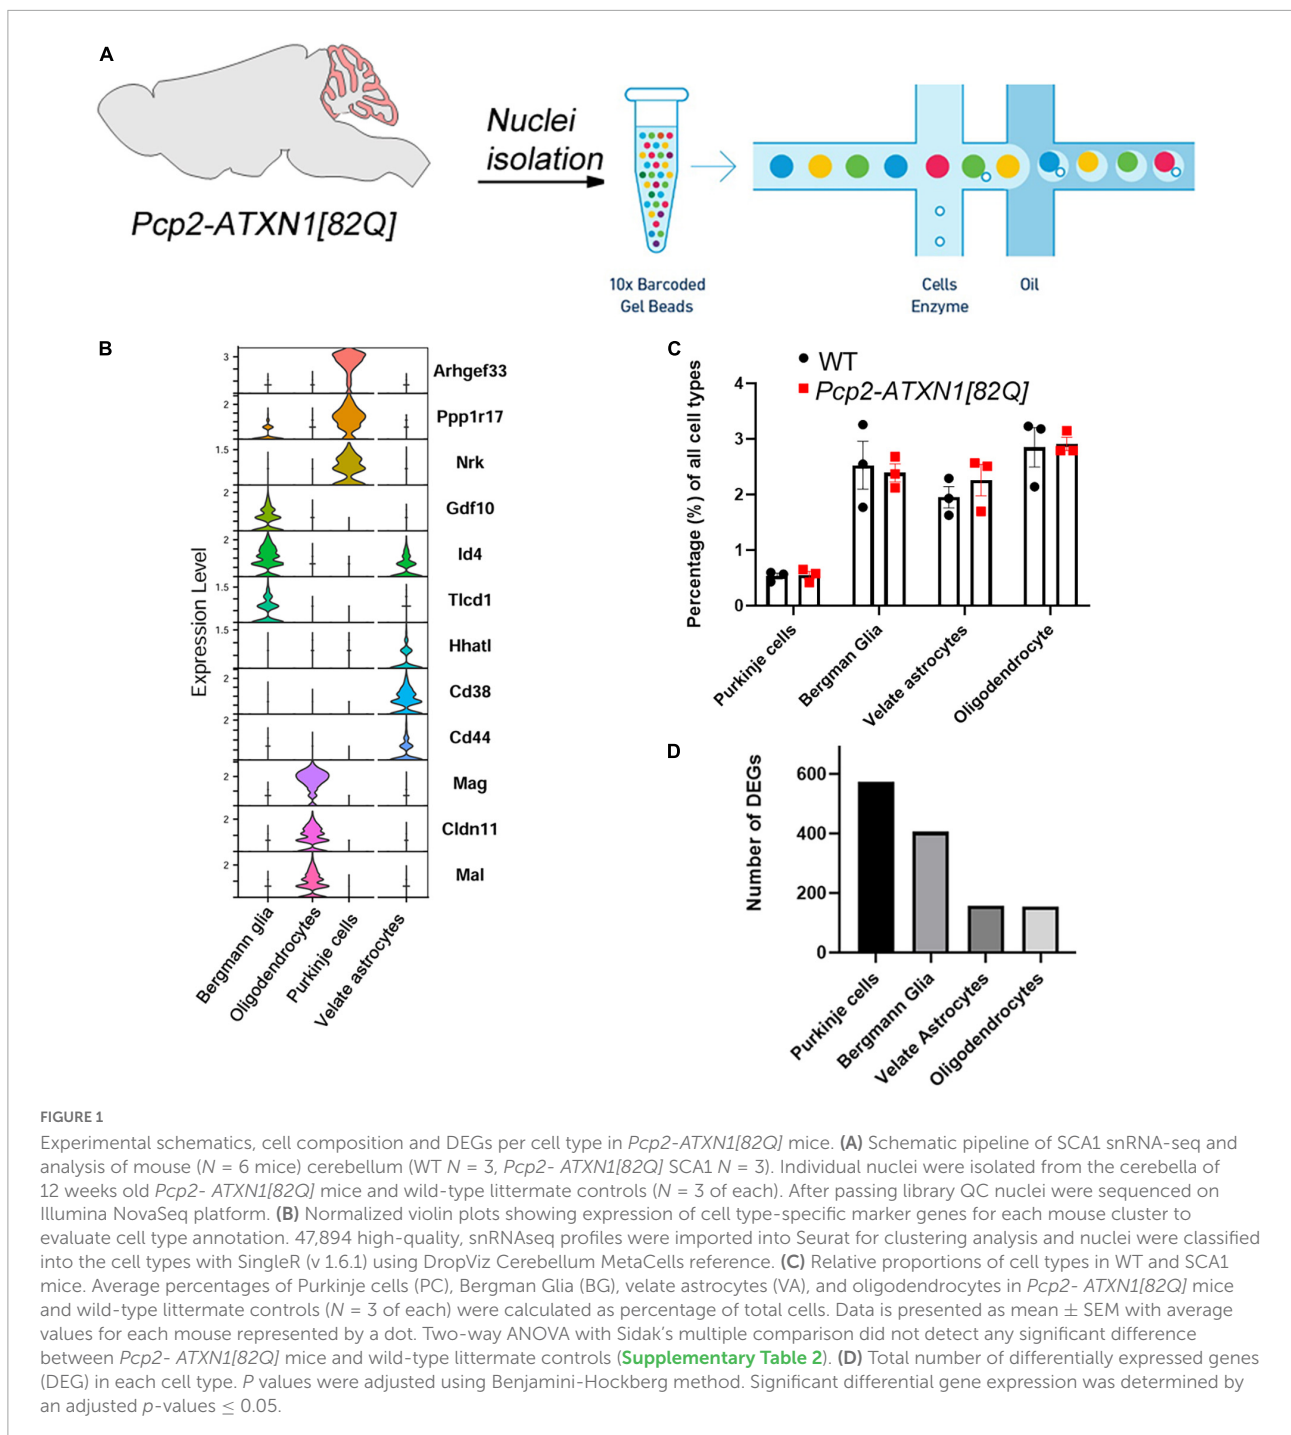 A
Nuclei
isolation
Pcp2-ATXN1[82Q]
10x Barcoded
Gel Beads
Cells
Enzyme
Oil
B
Expression Level
3
Arhgef33
2
Ppp1r17
1.5
Nrk
2
Gdf10
2
Id4
1.5
Tlcd1
1.5
Hhatl
2
Cd38
2
Cd44
2
Mag
2
Cldn11
2
Mal
Bergmann glia
Oligodendrocytes
Purkinje cells
Velate astrocytes
C
WT
Pcp2-ATXN1[82Q]
Percentage (%) of all cell types
4
3
2
1
0
Purkinje cells
Bergman Glia
Velate astrocytes
Oligodendrocyte
D
Number of DEGs
600
400
200
0
Purkinje cells
Bergmann Glia
Velate Astrocytes
Oligodendrocytes
FIGURE 1
Experimental schematics, cell composition and DEGs per cell type in Pcp2-ATXN1[82Q] mice. (A) Schematic pipeline of SCA1 snRNA-seq and
analysis of mouse (N = 6 mice) cerebellum (WT N = 3, Pcp2- ATXN1[82Q] SCA1 N = 3). Individual nuclei were isolated from the cerebella of
12 weeks old Pcp2- ATXN1[82Q] mice and wild-type littermate controls (N = 3 of each). After passing library QC nuclei were sequenced on
Illumina NovaSeq platform. (B) Normalized violin plots showing expression of cell type-specific marker genes for each mouse cluster to
evaluate cell type annotation. 47,894 high-quality, snRNAseq profiles were imported into Seurat for clustering analysis and nuclei were classified
into the cell types with SingleR (v 1.6.1) using DropViz Cerebellum MetaCells reference. (C) Relative proportions of cell types in WT and SCA1
mice. Average percentages of Purkinje cells (PC), Bergman Glia (BG), velate astrocytes (VA), and oligodendrocytes in Pcp2- ATXN1[82Q] mice
and wild-type littermate controls (N = 3 of each) were calculated as percentage of total cells. Data is presented as mean ± SEM with average
values for each mouse represented by a dot. Two-way ANOVA with Sidak's multiple comparison did not detect any significant difference
between Pcp2- ATXN1[82Q] mice and wild-type littermate controls (Supplementary Table 2). (D) Total number of differentially expressed genes
(DEG) in each cell type. P values were adjusted using Benjamini-Hockberg method. Significant differential gene expression was determined by
an adjusted p-values ≤ 0.05.